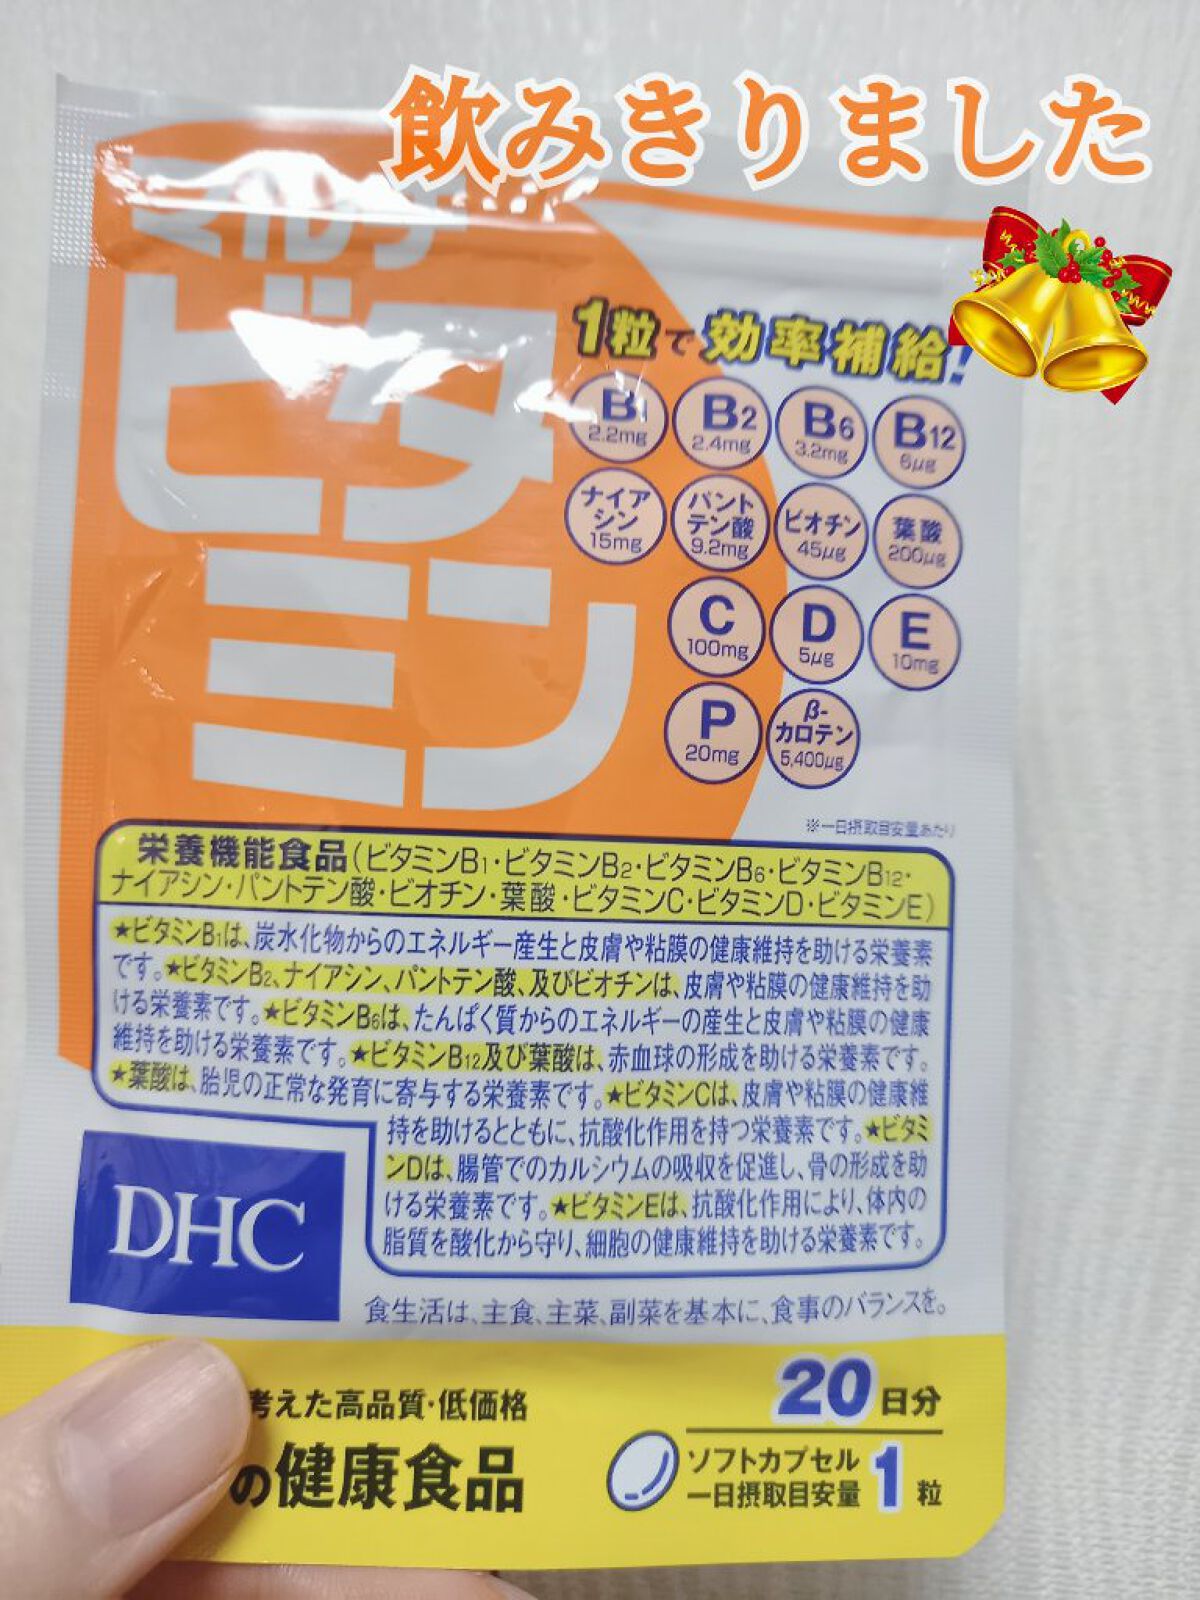 飲みきりました
マルチ
ビタ
ミン
1粒で効率補給!
B1 2.2mg
B2 2.4mg
B6 3.2mg
B12 6μg
ナイアシン 15mg
パントテン酸 9.2mg
ビオチン 45μg
葉酸 200μg
C 100mg
D 5μg
E 10mg
P 20mg
β-カロテン 5,400μg
※一日摂取目安量あたり
栄養機能食品(ビタミンB1・ビタミンB2・ビタミンB6・ビタミンB12・
ナイアシン・パントテン酸・ビオチン・葉酸・ビタミンC・ビタミンD・ビタミンE)
★ビタミンB1は、炭水化物からのエネルギー産生と皮膚や粘膜の健康維持を助ける栄養素
です。★ビタミンB2、ナイアシン、パントテン酸、及びビオチンは、皮膚や粘膜の健康維持を助
ける栄養素です。★ビタミンB6は、たんぱく質からのエネルギーの産生と皮膚や粘膜の健康
維持を助ける栄養素です。★ビタミンB12及び葉酸は、赤血球の形成を助ける栄養素です。
★葉酸は、胎児の正常な発育に寄与する栄養素です。★ビタミンCは、皮膚や粘膜の健康維
持を助けるとともに、抗酸化作用を持つ栄養素です。★ビタミ
ンDは、腸管でのカルシウムの吸収を促進し、骨の形成を助
ける栄養素です。★ビタミンEは、抗酸化作用により、体内の
脂質を酸化から守り、細胞の健康維持を助ける栄養素です。
DHC
食生活は、主食、主菜、副菜を基本に、食事のバランスを。
考えた高品質・低価格
の健康食品
20日分
ソフトカプセル
一日摂取目安量 1粒